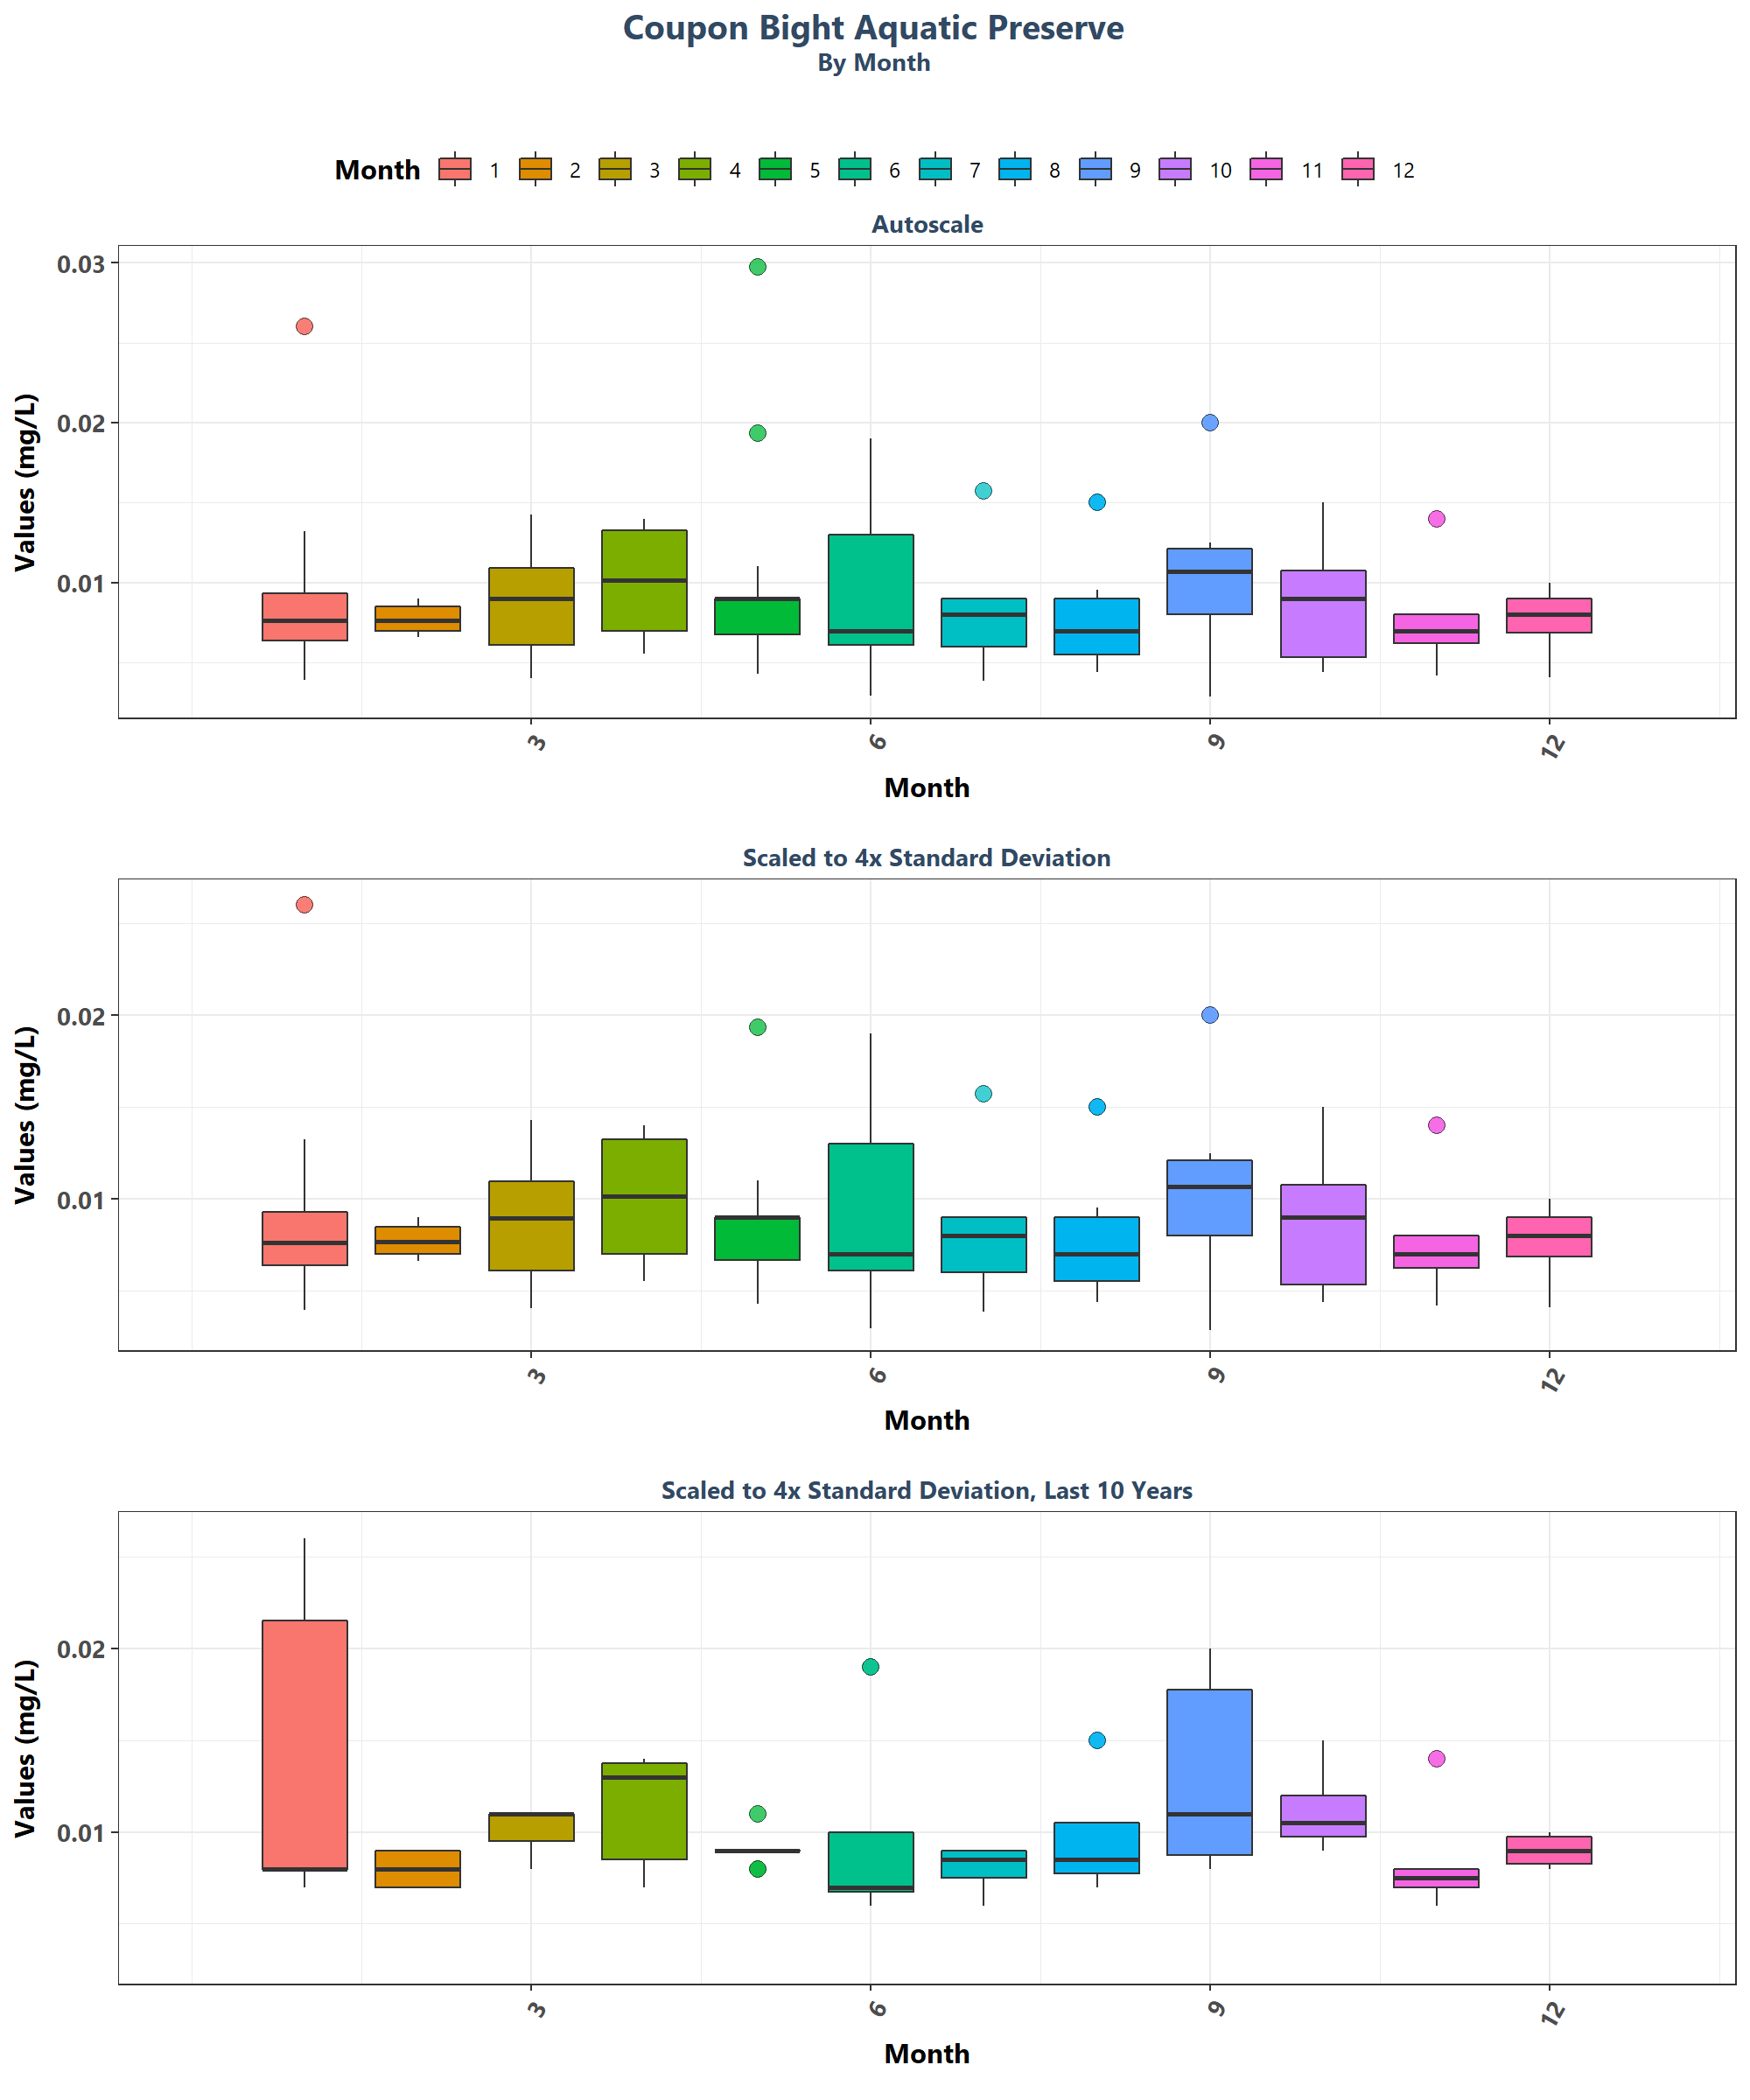 Coupon Bight Aquatic Preserve
By Month
Month 1 2 3 4 5 6 7 8 9 10 11 12
Autoscale
0.03
0.02
0.01
Values (mg/L)
3 6 9 12
Month
Scaled to 4x Standard Deviation
0.02
0.01
Values (mg/L)
3 6 9 12
Month
Scaled to 4x Standard Deviation, Last 10 Years
0.02
0.01
Values (mg/L)
3 6 9 12
Month